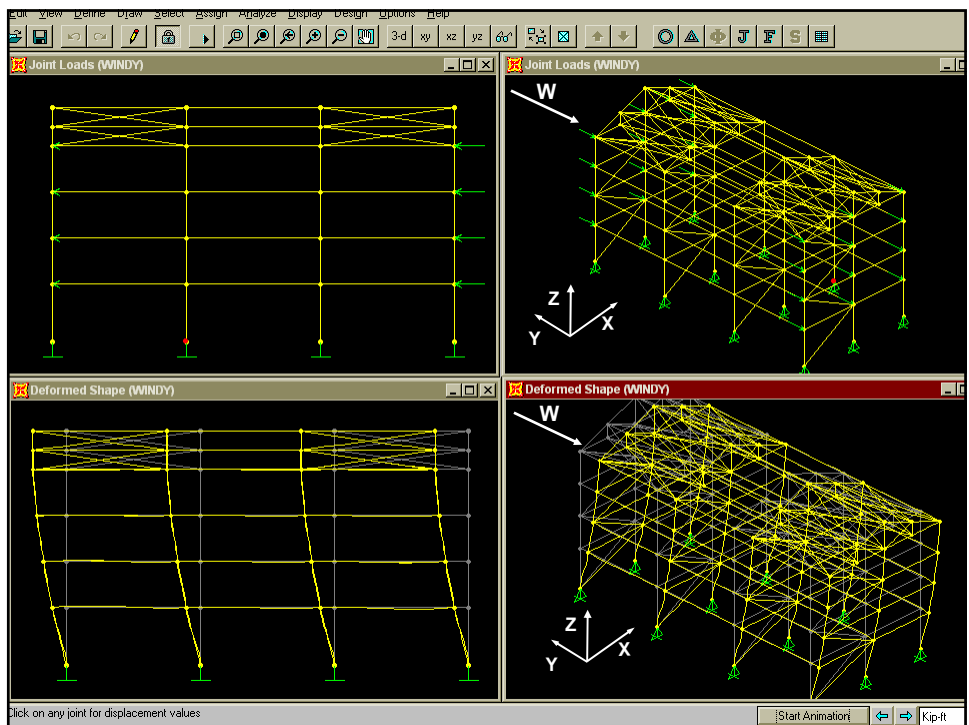 Edit View Define Draw Select Assign Analyze Display Design Options Help
3-d xy xz yz
J F S
Joint Loads (WINDY)
Joint Loads (WINDY)
W
Z
X
Y
Deformed Shape (WINDY)
Deformed Shape (WINDY)
W
Z
X
Y
Click on any joint for displacement values
Start Animation
Kip-ft